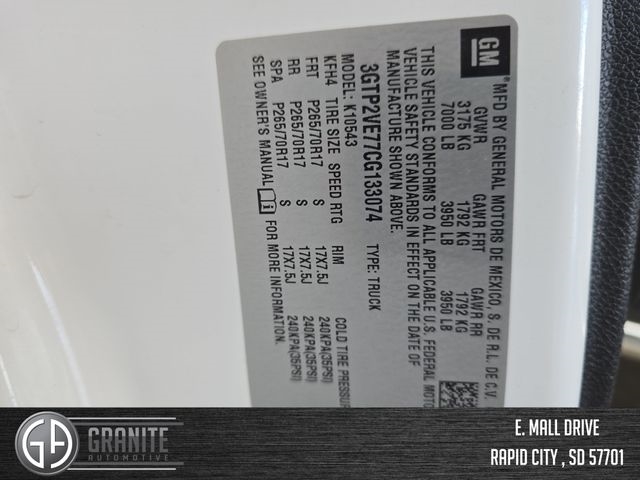 GM
MFD BY GENERAL MOTORS DE MEXICO, S. DE R.L. DE C.V.
GVWR GAWR FRT GAWR RR
3175 KG 1792 KG 1792 KG
7000 LB 3950 LB 3950 LB
THIS VEHICLE CONFORMS TO ALL APPLICABLE U.S. FEDERAL MOTOR
VEHICLE SAFETY STANDARDS IN EFFECT ON THE DATE OF
MANUFACTURE SHOWN ABOVE.
3GTP2VE77CG133074 TYPE: TRUCK
MODEL: K10543
KFH4 TIRE SIZE SPEED RTG RIM COLD TIRE PRESSURE
FRT P265/70R17 S 17X7.5J 240KPA(35PSI)
RR P265/70R17 S 17X7.5J 240KPA(35PSI)
SPA P265/70R17 S 17X7.5J 240KPA(35PSI)
SEE OWNER'S MANUAL FOR MORE INFORMATION.
GA GRANITE
AUTOMOTIVE
E. MALL DRIVE
RAPID CITY , SD 57701